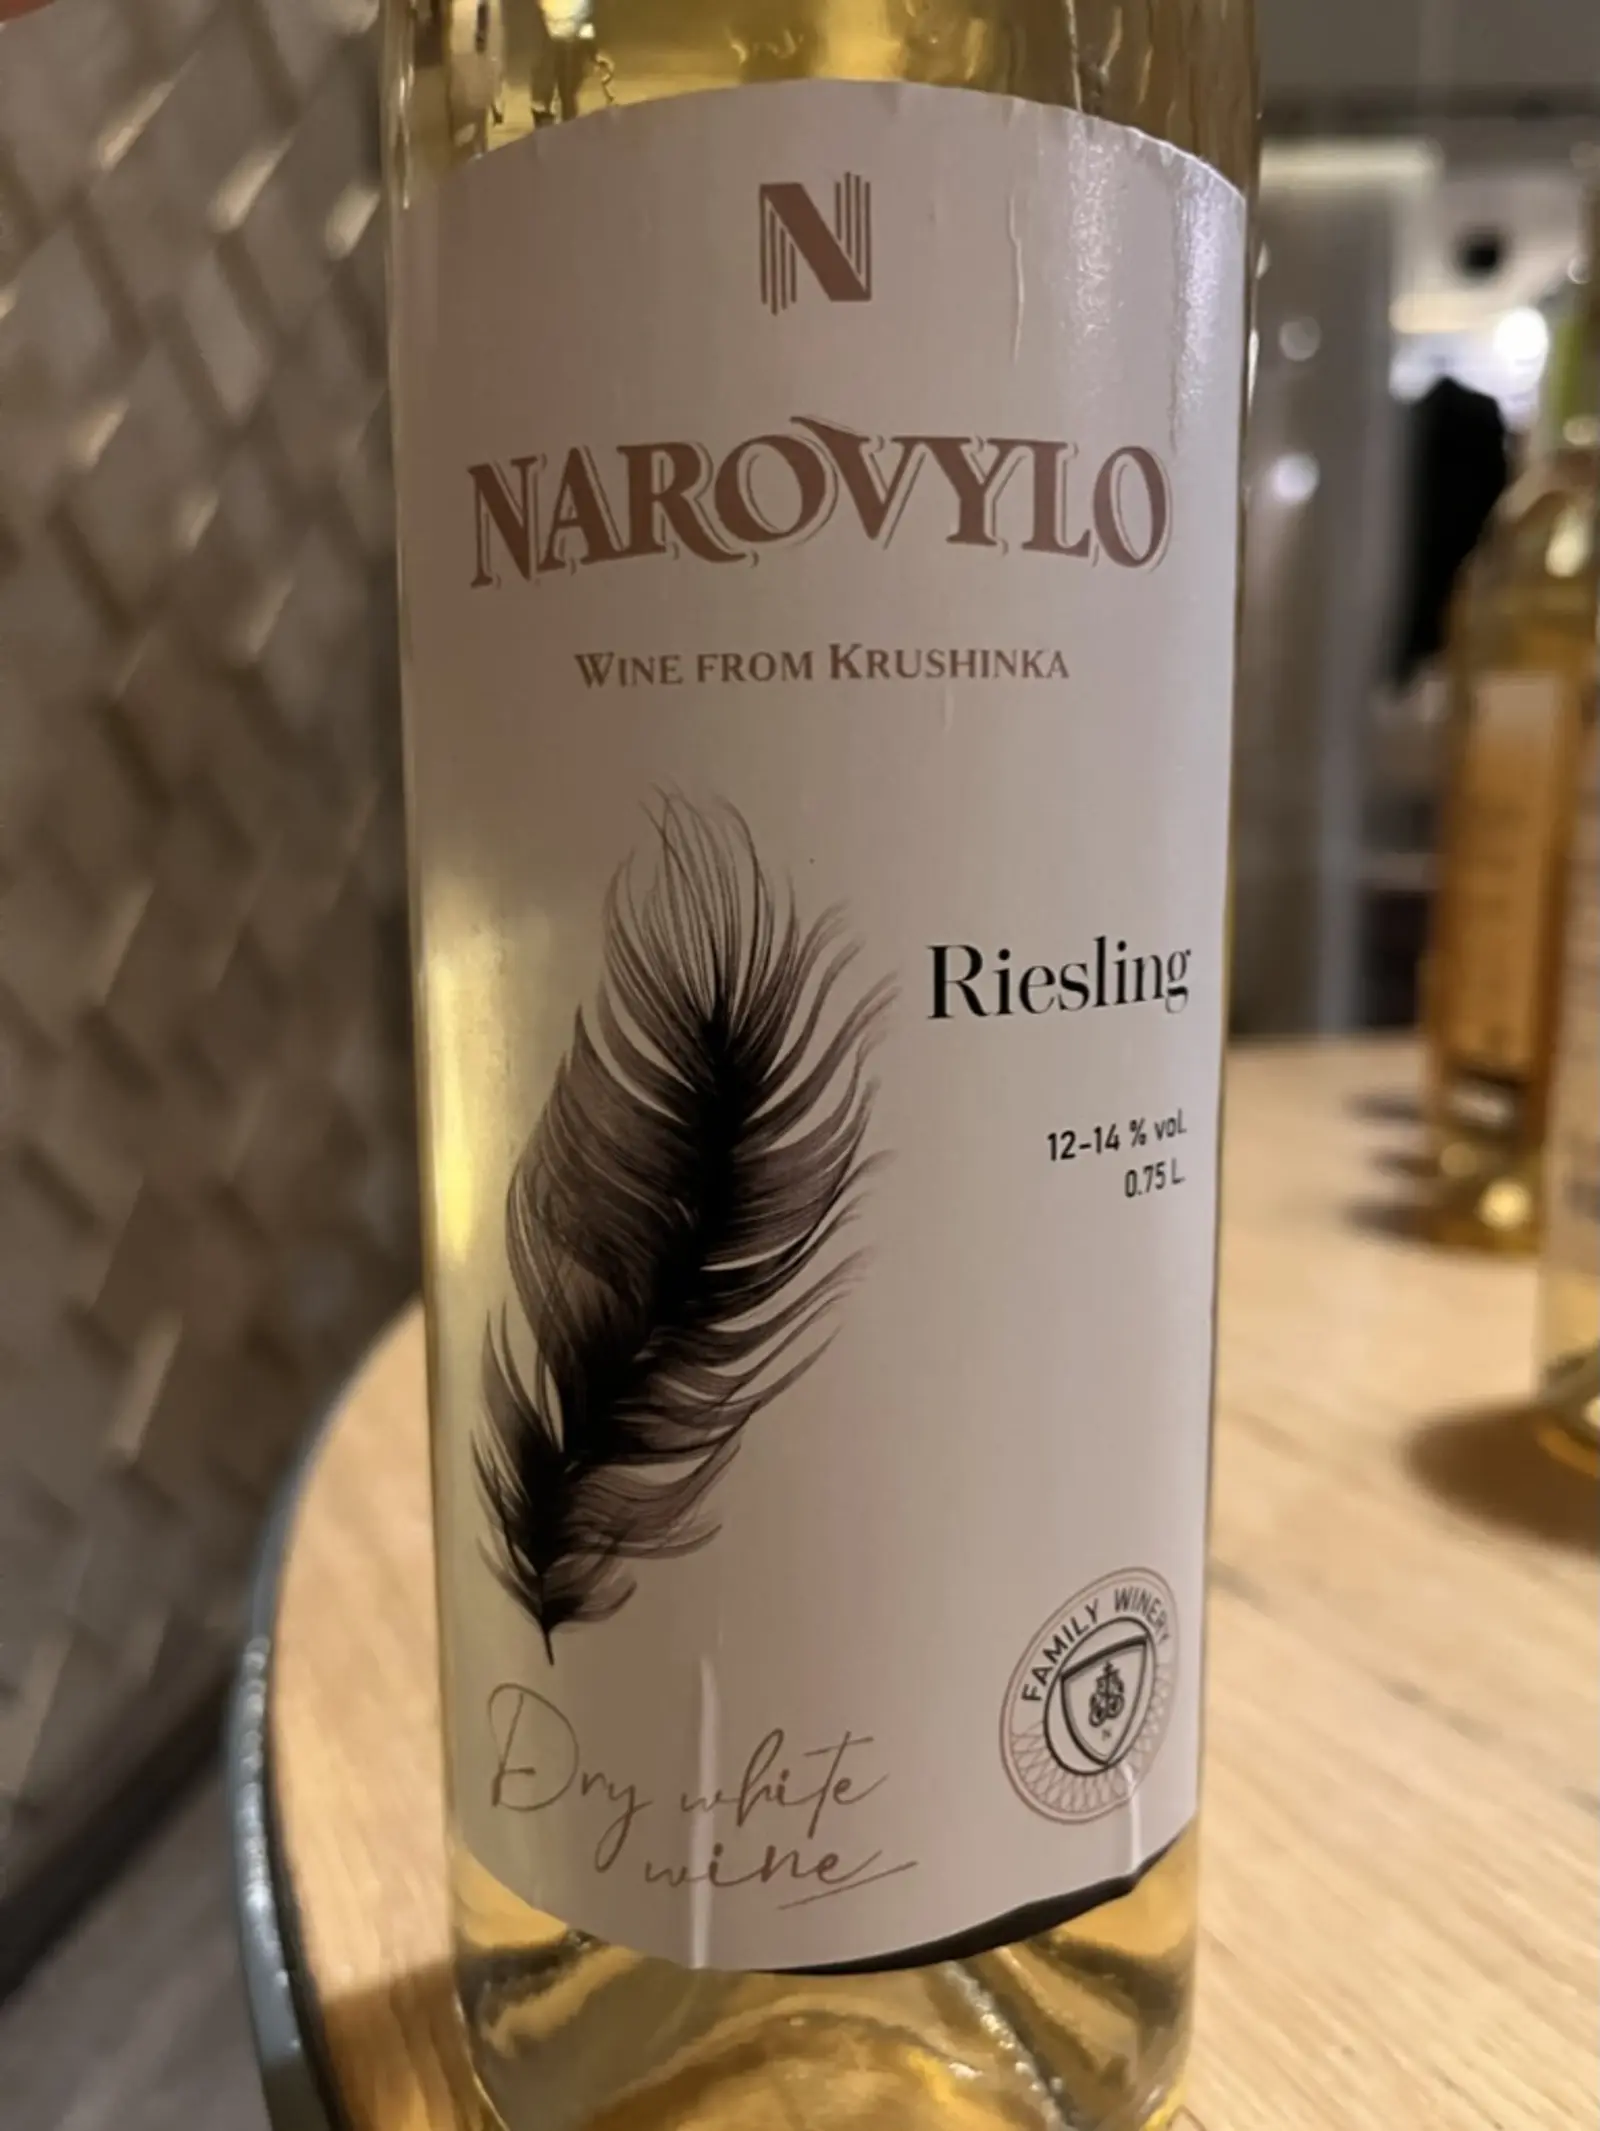 N
NAROVYLO
WINE FROM KRUSHINKA
Riesling
12-14 % vol.
0.75 L.
FAMILY WINERY
Dry white
wine